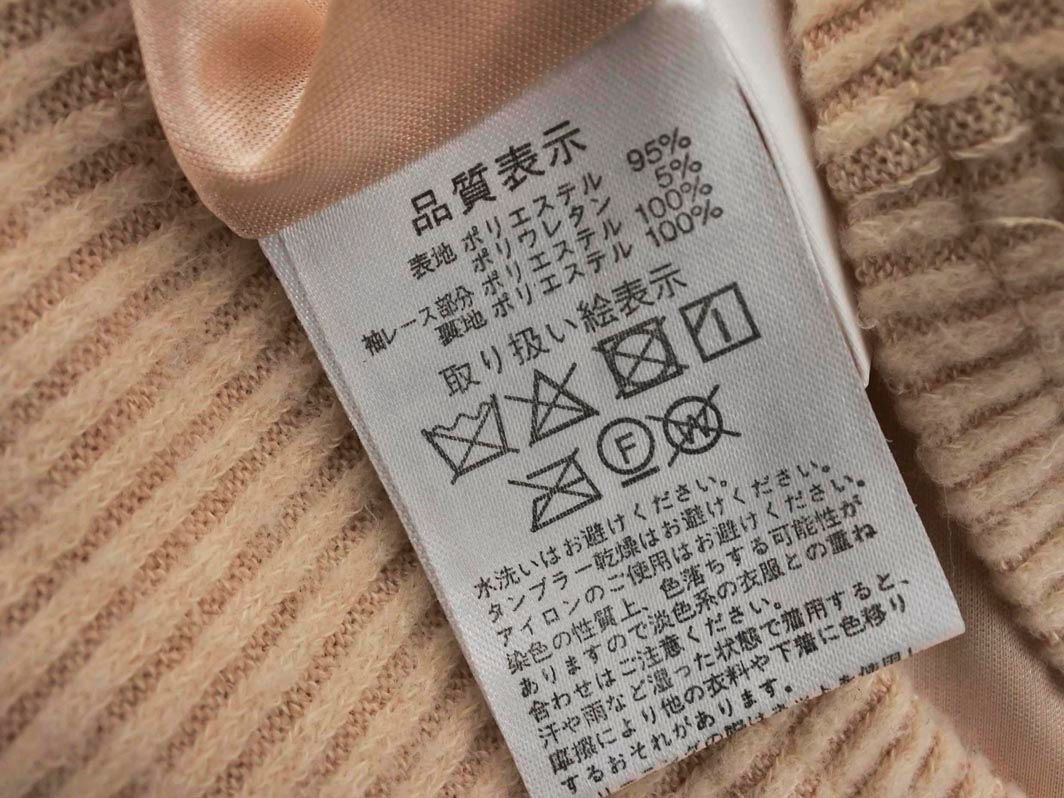 品質表示
表地 ポリエステル 95%
ポリウレタン 5%
袖レース部分 ポリエステル 100%
裏地 ポリエステル 100%
取り扱い絵表示
F W
水洗いはお避けください。
タンブラー乾燥はお避けください。
アイロンのご使用はお避けください。
染色の性質上、色落ちする可能性が
ありますので淡色系の衣服との重ね
合わせはご注意ください。
汗や雨など湿った状態で着用すると、
摩擦により他の衣料や下着に色移り
するおそれがあります。